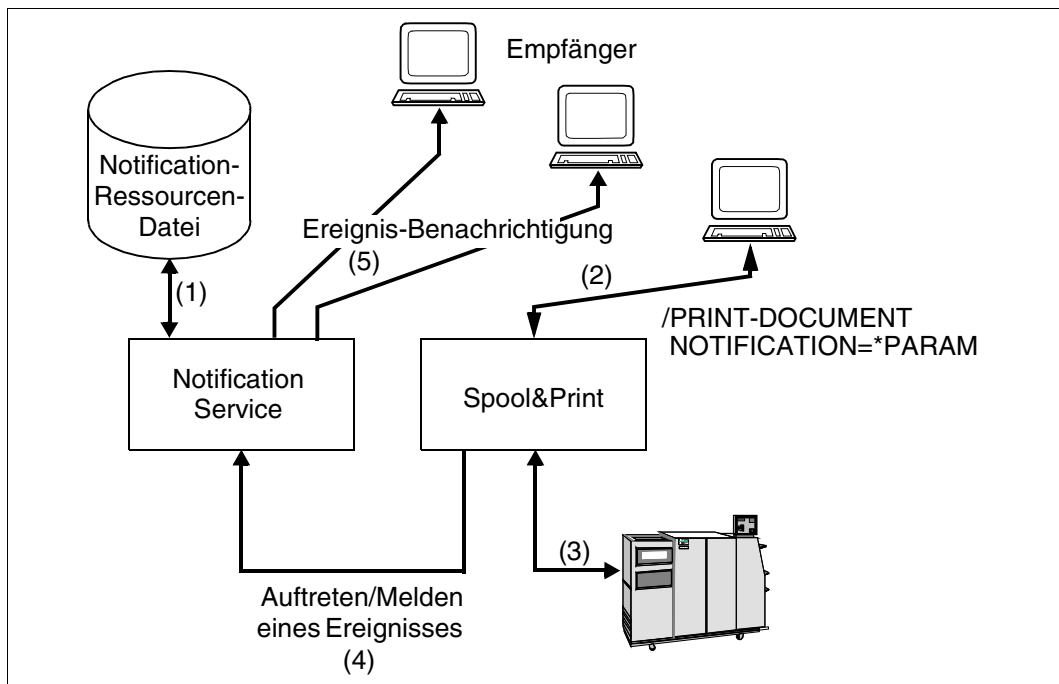 Empfänger
Notification-
Ressourcen-
Datei
Ereignis-Benachrichtigung
(5)
(1)
(2)
/PRINT-DOCUMENT
NOTIFICATION=*PARAM
Notification
Service
Spool&Print
(3)
Auftreten/Melden
eines Ereignisses
(4)